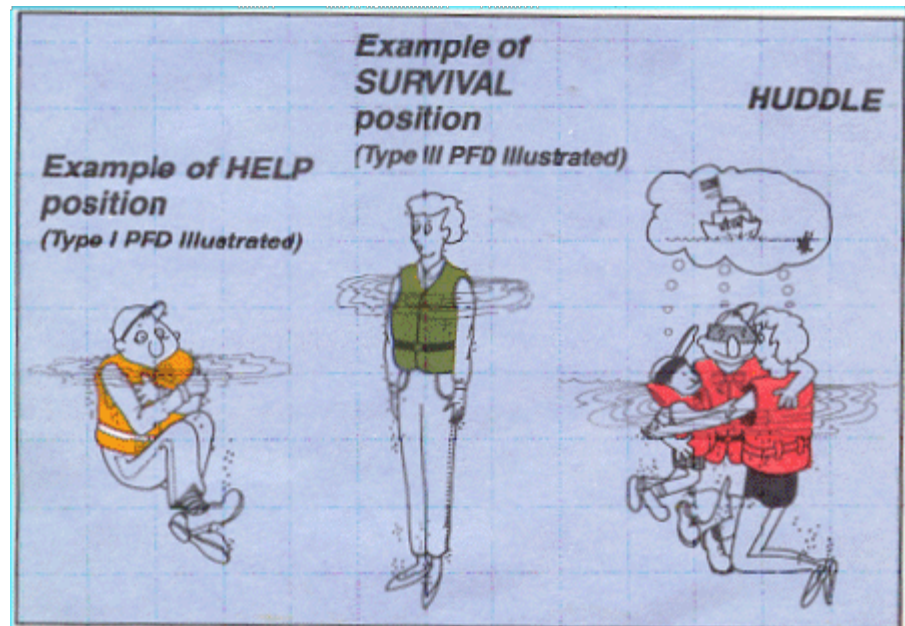 Example of HELP
position
(Type I PFD Illustrated)
Example of
SURVIVAL
position
(Type III PFD Illustrated)
HUDDLE